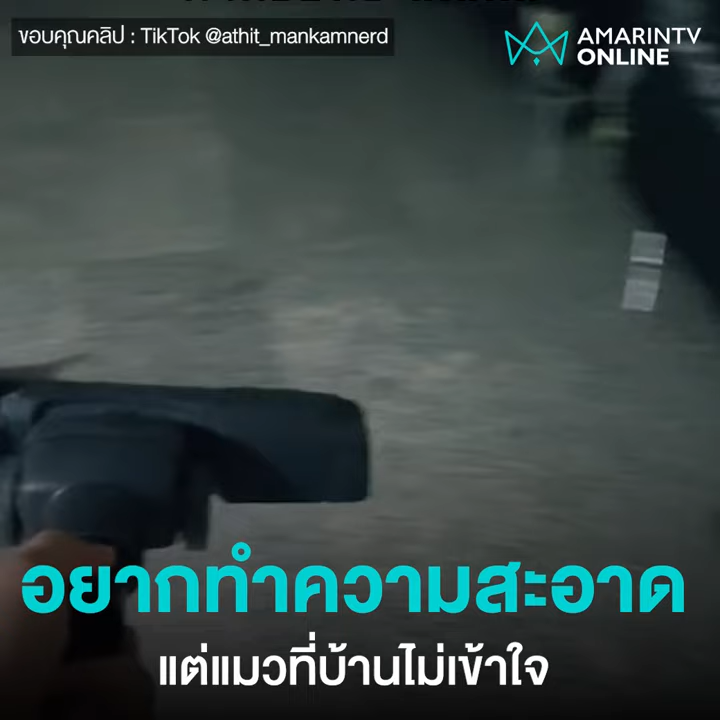 ขอบคุณคลิป : TikTok @athit_mankamnerd
AMARINTV
ONLINE
อยากทำความสะอาด
แต่แมวที่บ้านไม่เข้าใจ